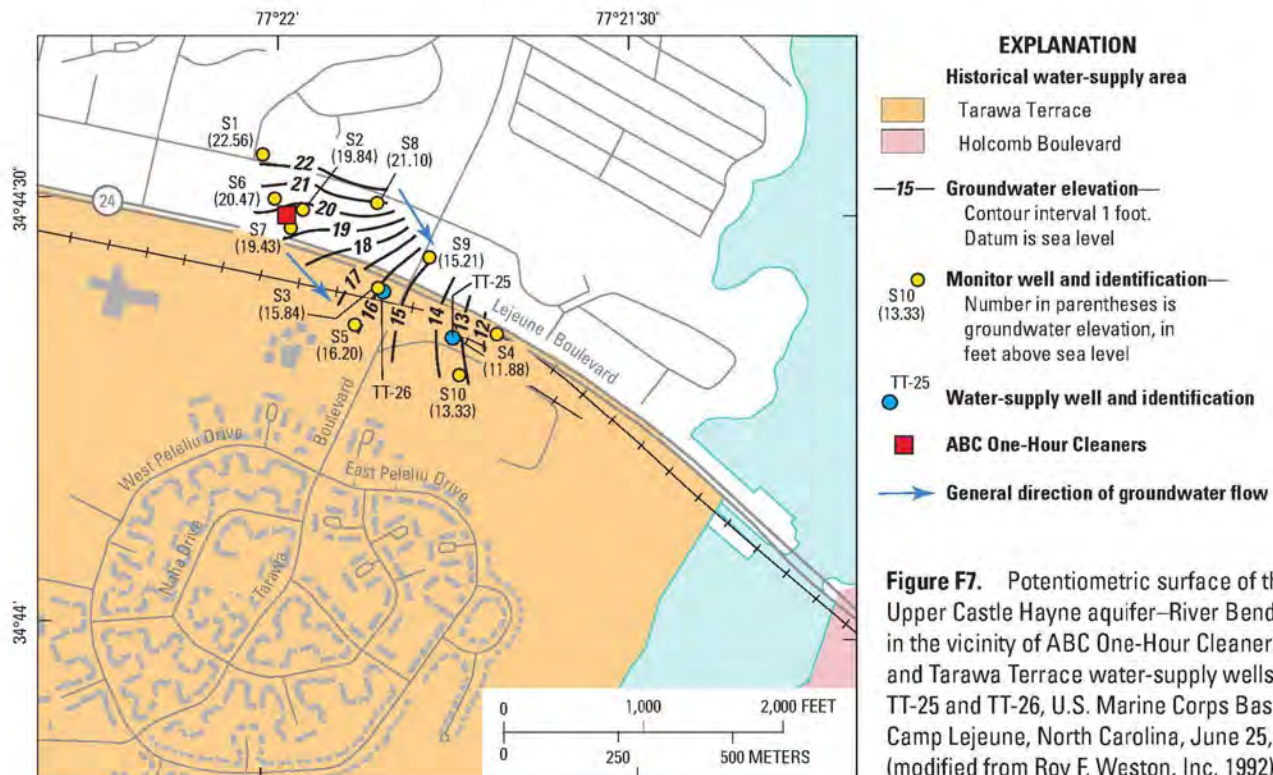 77°22'
77°21'30"
34°44'30"
34°44'
S1
(22.56)
S2
(19.84)
S8
(21.10)
22
21
S6
(20.47)
20
24
19
S7
(19.43)
18
S9
(15.21)
17
TT-25
S3
(15.84)
16
15
14
13
12
Lejeune Boulevard
S5
(16.20)
S4
(11.88)
TT-26
S10
(13.33)
Boulevard
West Peleliu Drive
East Peleliu Drive
Naha Drive
Tarawa
0 1,000 2,000 FEET
0 250 500 METERS
EXPLANATION
Historical water-supply area
Tarawa Terrace
Holcomb Boulevard
15 Groundwater elevation—
Contour interval 1 foot.
Datum is sea level
S10
(13.33)
Monitor well and identification—
Number in parentheses is
groundwater elevation, in
feet above sea level
TT-25
Water-supply well and identification
ABC One-Hour Cleaners
General direction of groundwater flow
Figure F7. Potentiometric surface of th
Upper Castle Hayne aquifer–River Bend
in the vicinity of ABC One-Hour Cleaner
and Tarawa Terrace water-supply wells
TT-25 and TT-26, U.S. Marine Corps Bas
Camp Lejeune, North Carolina, June 25,
(modified from Roy F. Weston, Inc. 1992)